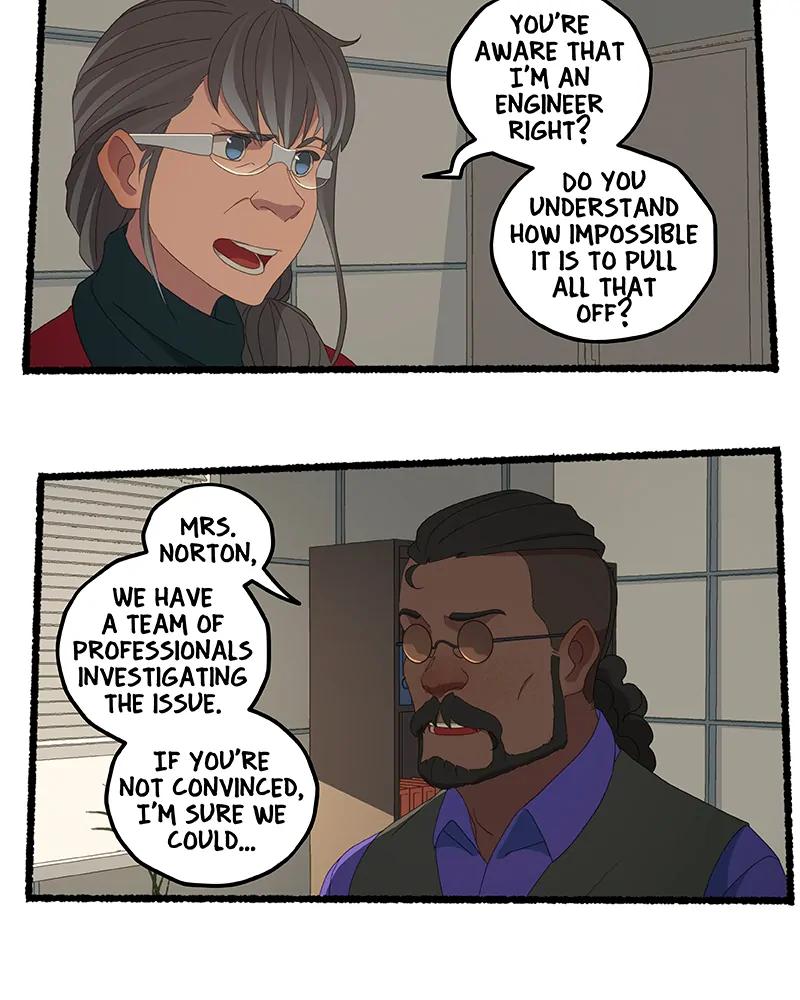 YOU'RE
AWARE THAT
I'M AN
ENGINEER
RIGHT?
DO YOU
UNDERSTAND
HOW IMPOSSIBLE
IT IS TO PULL
ALL THAT
OFF?
MRS.
NORTON,
WE HAVE
A TEAM OF
PROFESSIONALS
INVESTIGATING
THE ISSUE.
IF YOU'RE
NOT CONVINCED,
I'M SURE WE
COULD...